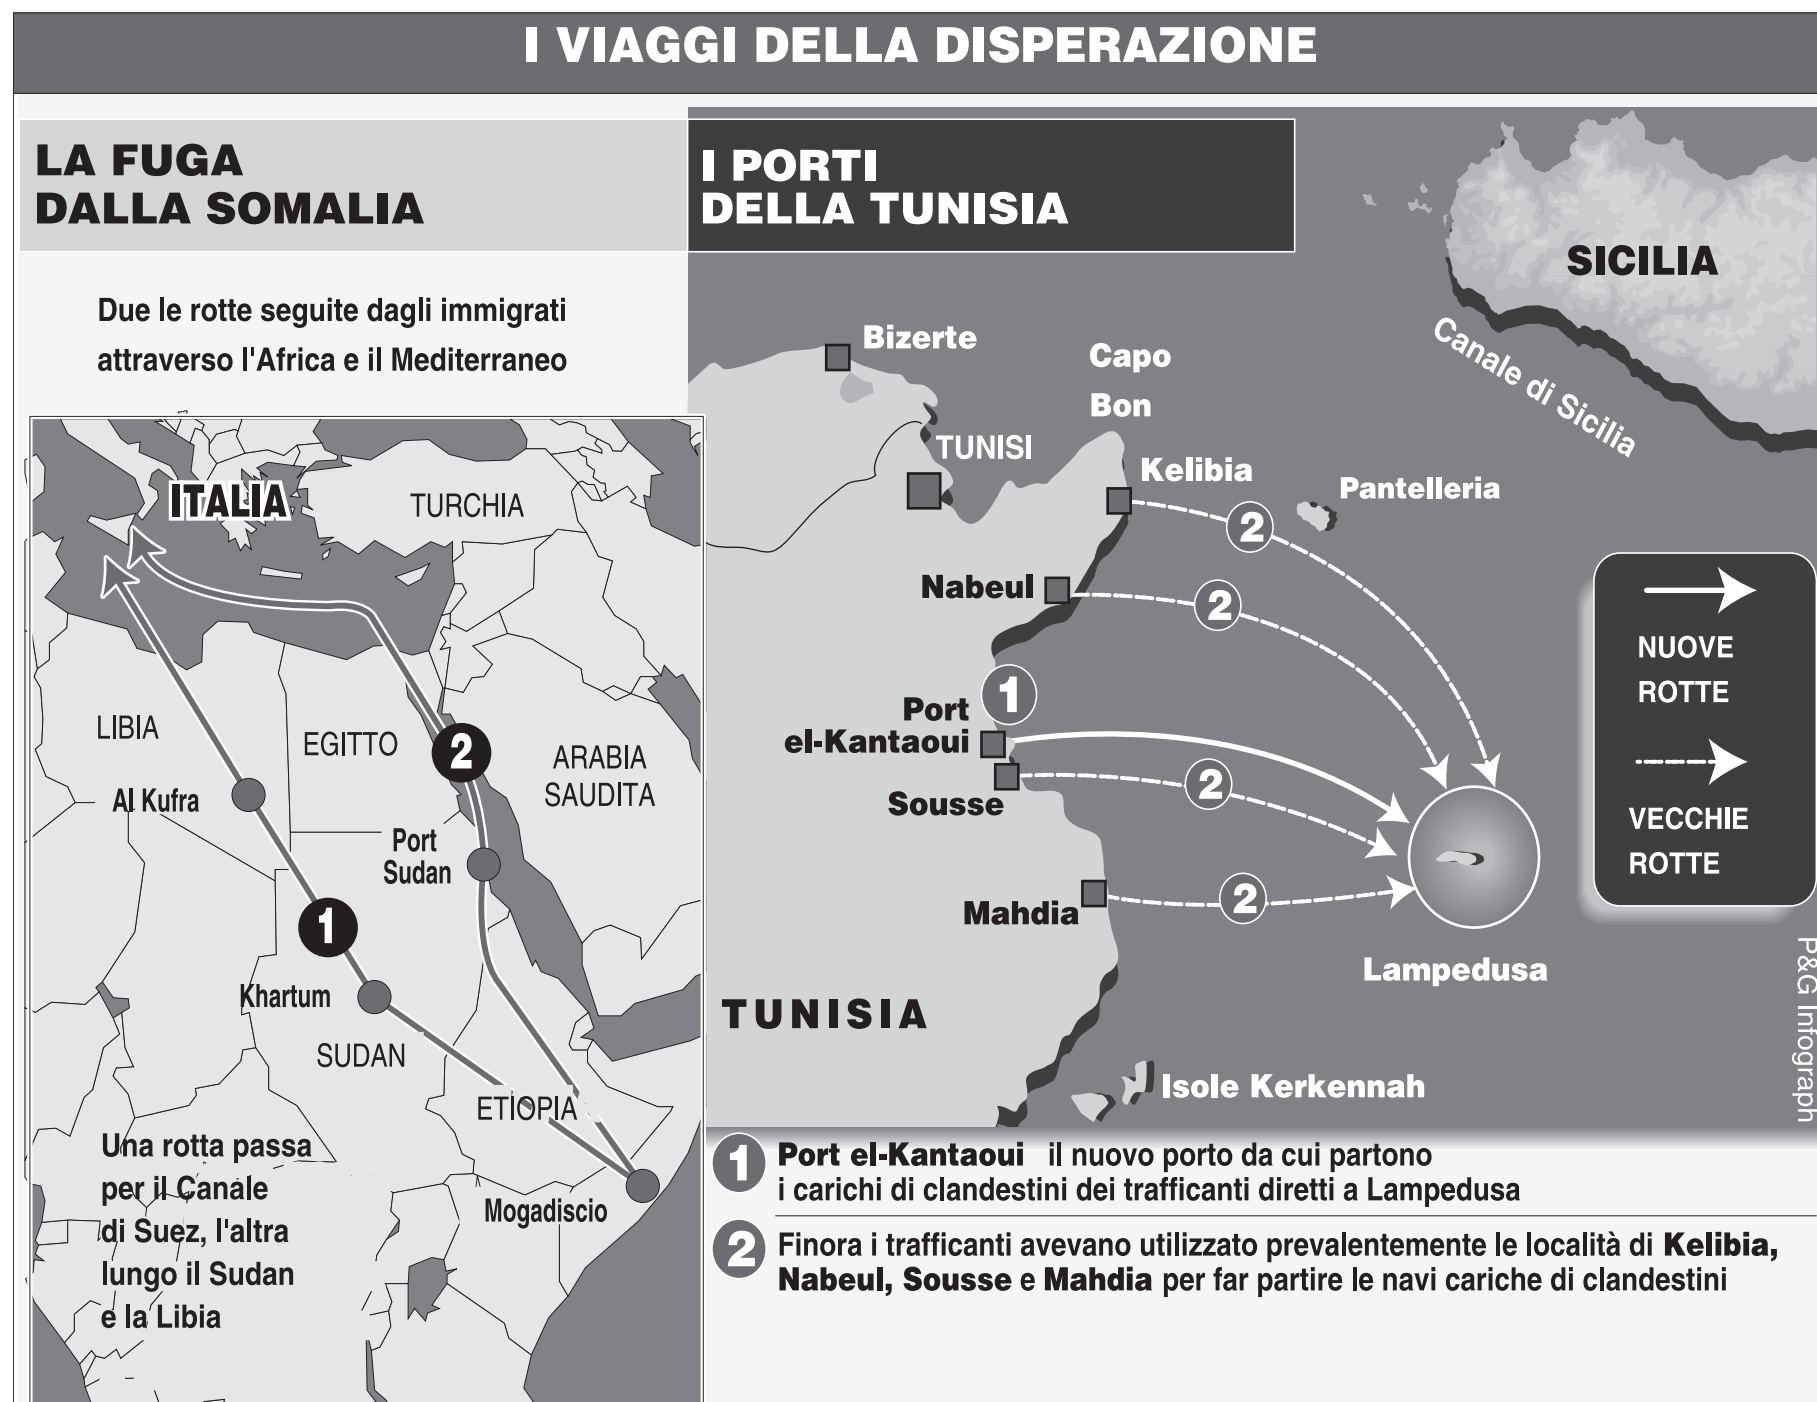 I VIAGGI DELLA DISPERAZIONE
LA FUGA
DALLA SOMALIA
Due le rotte seguite dagli immigrati
attraverso l'Africa e il Mediterraneo
ITALIA
TURCHIA
LIBIA
EGITTO
2
ARABIA
SAUDITA
Al Kufra
Port
Sudan
1
Khartum
SUDAN
ETIOPIA
Mogadiscio
Una rotta passa
per il Canale
di Suez, l'altra
lungo il Sudan
e la Libia
I PORTI
DELLA TUNISIA
SICILIA
Canale di Sicilia
Bizerte
Capo
Bon
TUNISI
Kelibia
Pantelleria
2
Nabeul
2
1
Port
el-Kantaoui
2
Sousse
Mahdia
2
Lampedusa
TUNISIA
Isole Kerkennah
NUOVE
ROTTE
VECCHIE
ROTTE
P&G Infograph
1 Port el-Kantaoui il nuovo porto da cui partono
i carichi di clandestini dei trafficanti diretti a Lampedusa
2 Finora i trafficanti avevano utilizzato prevalentemente le località di Kelibia,
Nabeul, Sousse e Mahdia per far partire le navi cariche di clandestini